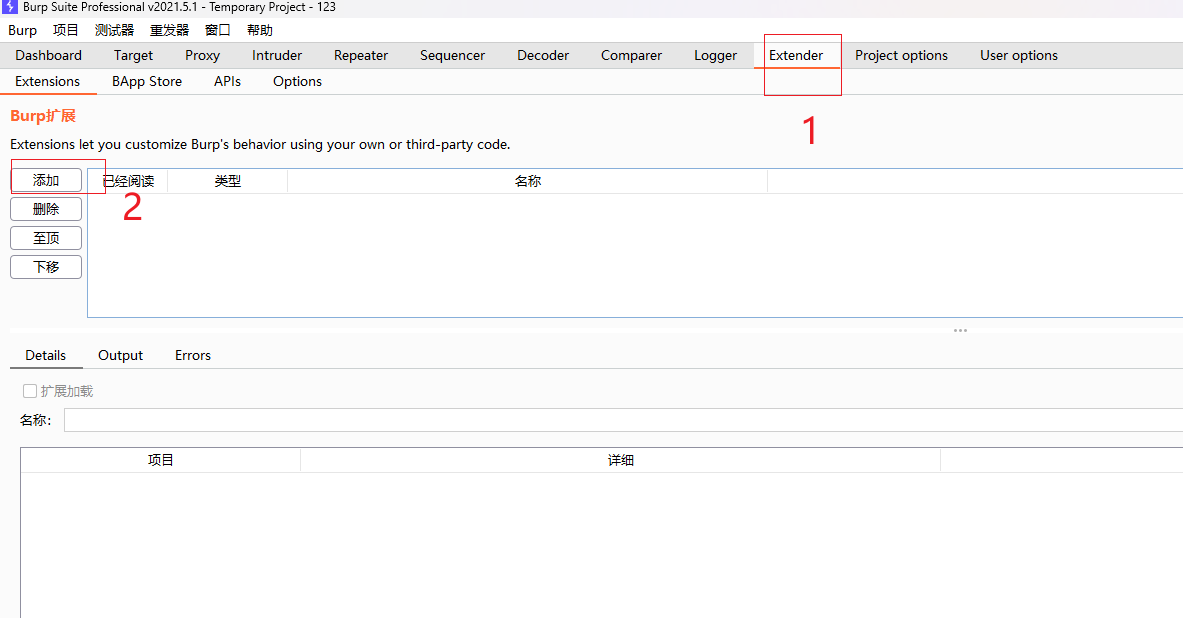 Burp Suite Professional v2021.5.1 - Temporary Project - 123
Burp 项目 测试器 重发器 窗口 帮助
Dashboard Target Proxy Intruder Repeater Sequencer Decoder Comparer Logger Extender Project options User options
Extensions BApp Store APIs Options
Burp扩展
1
Extensions let you customize Burp's behavior using your own or third-party code.
添加 已经阅读 类型 名称
2
删除
至顶
下移
Details Output Errors
扩展加载
名称:
项目 详细